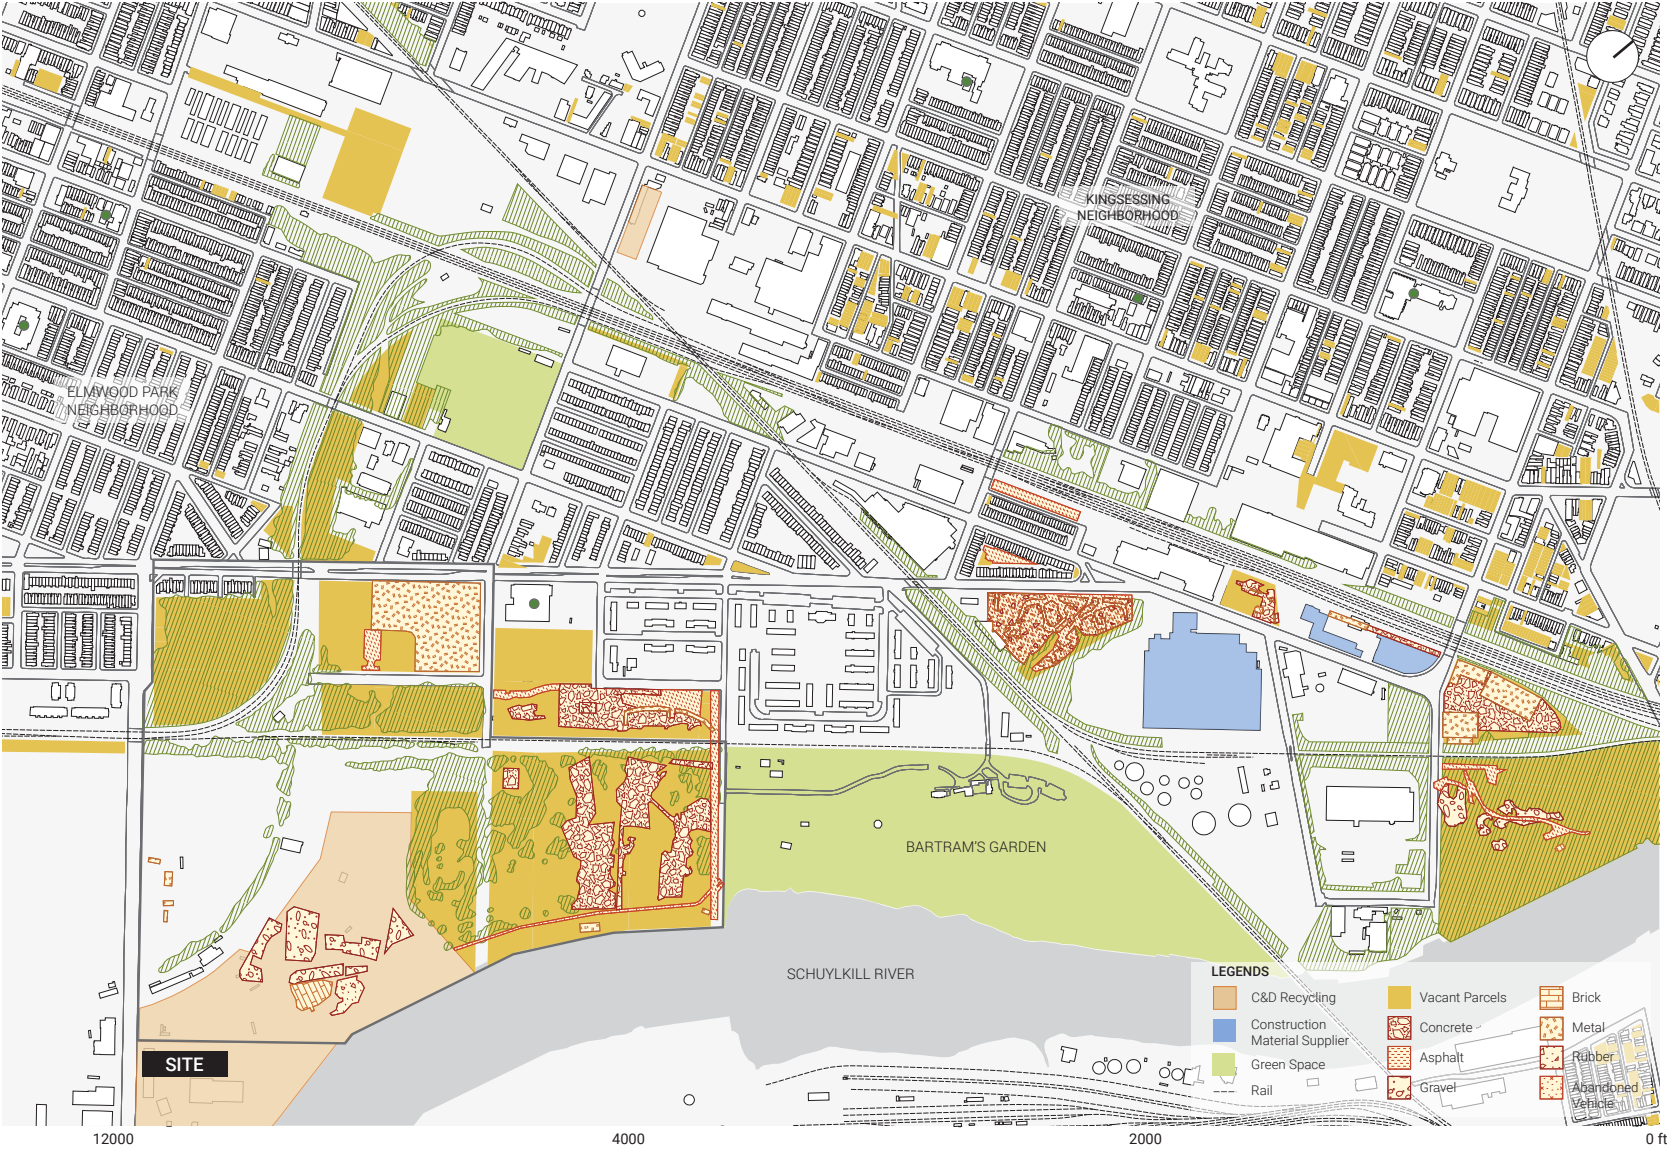 KINGSESSING
NEIGHBORHOOD
ELMWOOD PARK
NEIGHBORHOOD
BARTRAM'S GARDEN
SCHUYLKILL RIVER
SITE
LEGENDS
C&D Recycling
Construction
Material Supplier
Green Space
Rail
Vacant Parcels
Concrete
Asphalt
Gravel
Brick
Metal
Rubber
Abandoned
Vehicle
12000
4000
2000
0 ft